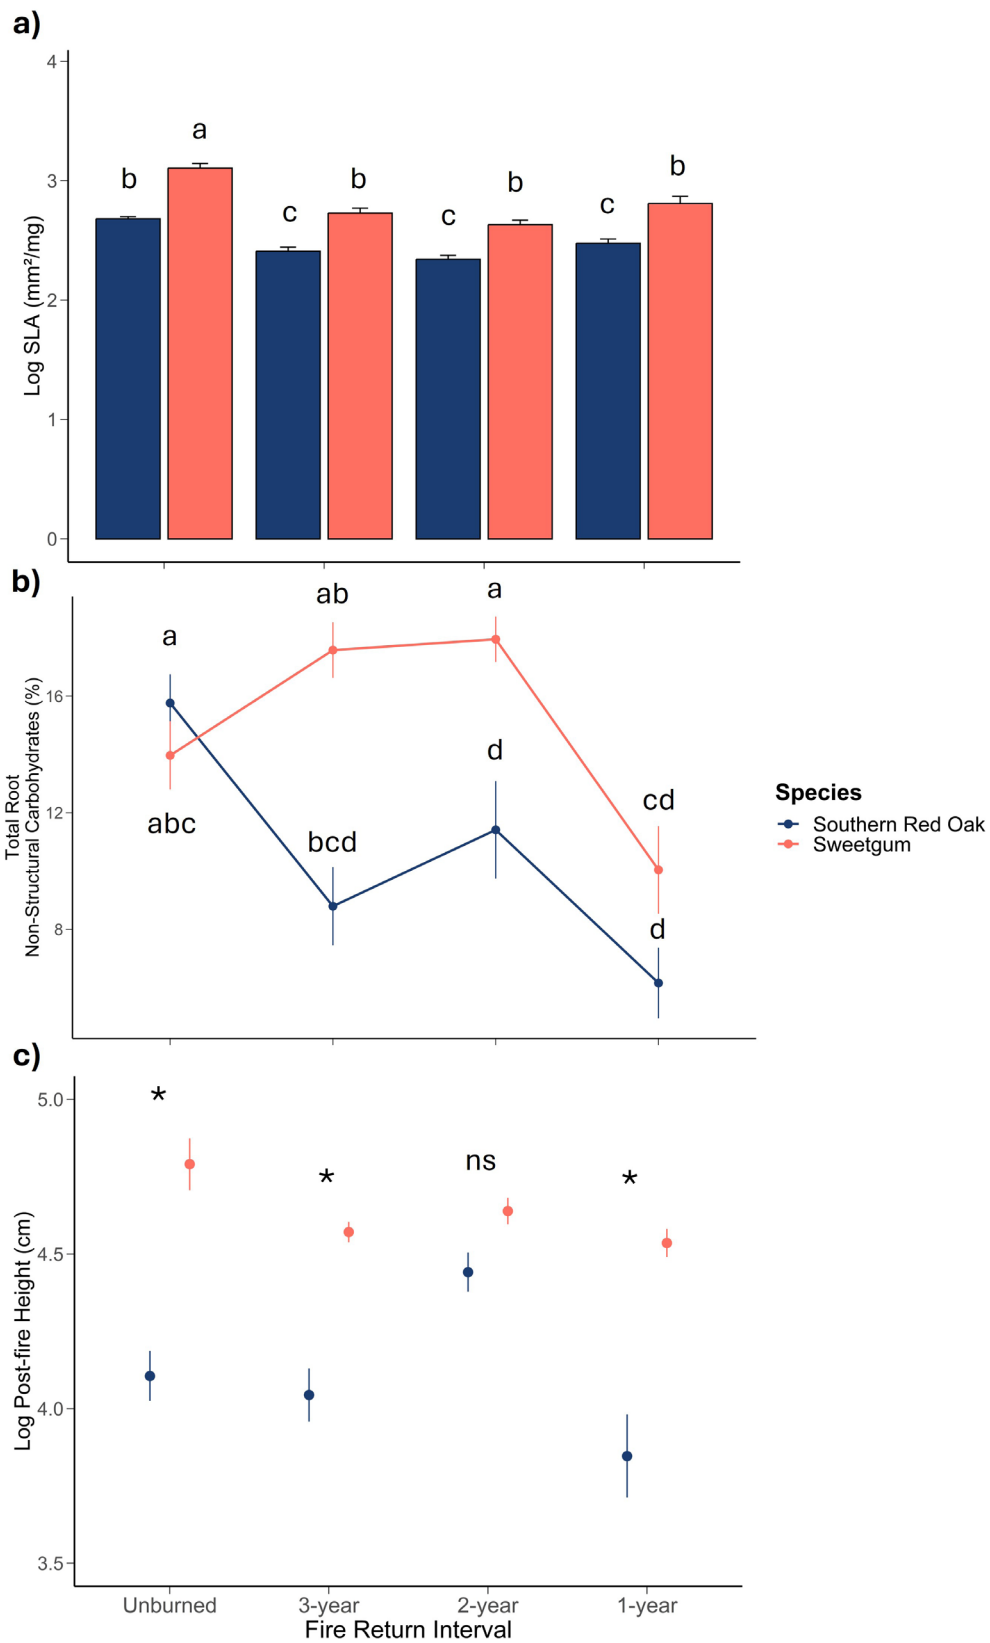 a)
4
a
b
b
b
b
3
c
c
c
Log SLA (mm²/mg)
2
1
0
b)
ab
a
a
16
Total Root
Non-Structural Carbohydrates (%)
d
cd
12
abc
bcd
8
d
Species
Southern Red Oak
Sweetgum
c)
5.0
*
*
ns
*
4.5
Log Post-fire Height (cm)
4.0
3.5
Unburned 3-year 2-year 1-year
Fire Return Interval